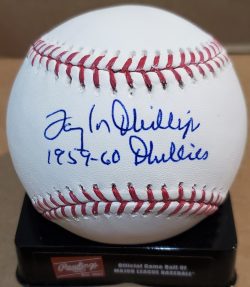 Taylor Phillips
1959-60 Phillies
Rawlings
Official Game Ball Of
MAJOR LEAGUE BASEBALL